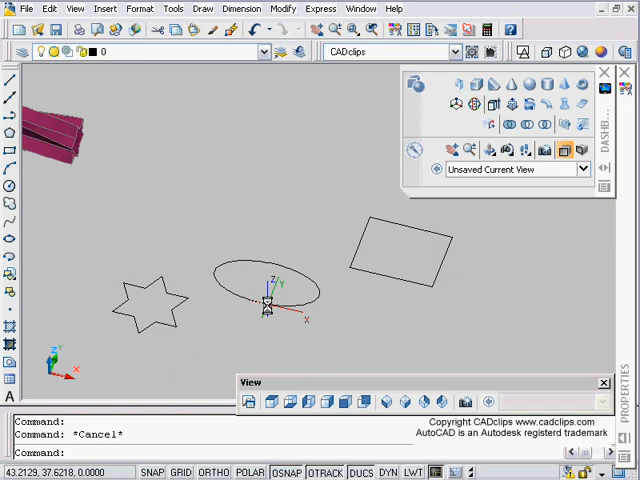 File Edit View Insert Format Tools Draw Dimension Modify Express Window Help
0
CADclips
DASHB...
Unsaved Current View
Z
Y
X
Z
Y
X
View
PROPERTIES
Command:
Command: *Cancel*
Command:
Copyright CADclips www.cadclips.com
AutoCAD is an Autodesk registerd trademark
43.2129, 37.6218, 0.0000 SNAP GRID ORTHO POLAR OSNAP OTRACK DUCS DYN LWT